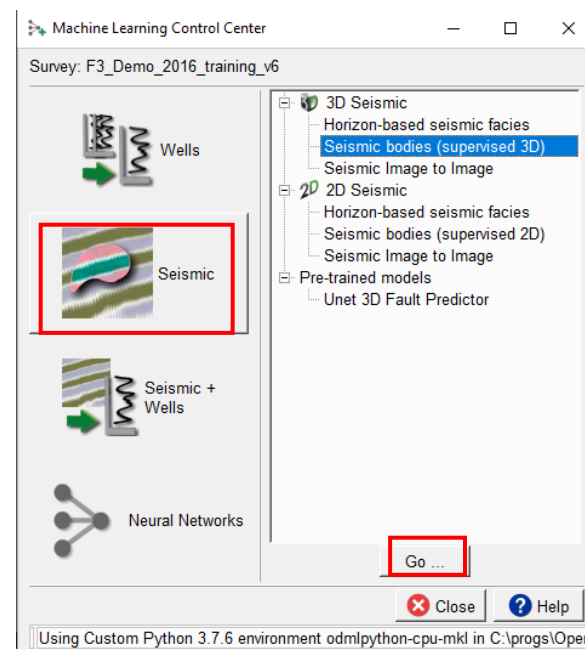 Machine Learning Control Center
Survey: F3_Demo_2016_training_v6
Wells
Seismic
Seismic +
Wells
Neural Networks
3D Seismic
Horizon-based seismic facies
Seismic bodies (supervised 3D)
Seismic Image to Image
2D 2D Seismic
Horizon-based seismic facies
Seismic bodies (supervised 2D)
Seismic Image to Image
Pre-trained models
Unet 3D Fault Predictor
Go ...
Close
? Help
Using Custom Python 3.7.6 environment odmlpython-cpu-mkl in C:\progs\Ope